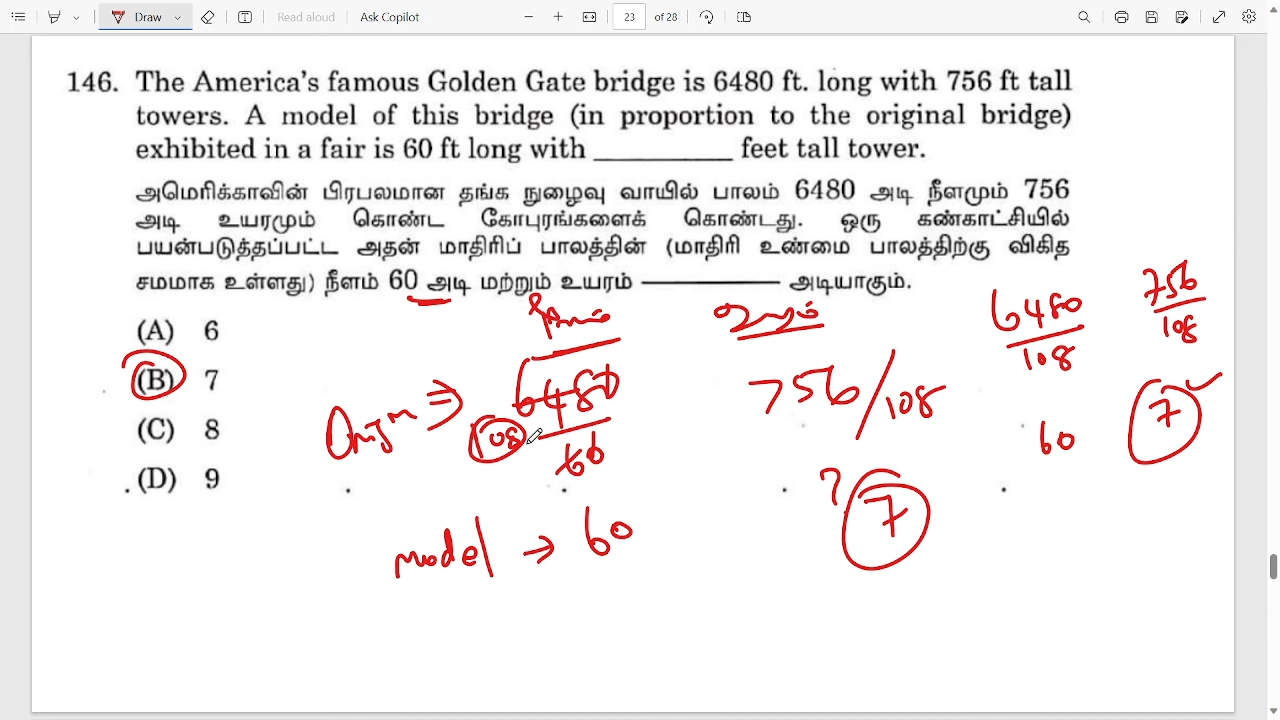 Draw
Read aloud
Ask Copilot
23
of 28
146. The America's famous Golden Gate bridge is 6480 ft. long with 756 ft tall
towers. A model of this bridge (in proportion to the original bridge)
exhibited in a fair is 60 ft long with __________ feet tall tower.
அமெரிக்காவின் பிரபலமான தங்க நுழைவு வாயில் பாலம் 6480 அடி நீளமும் 756
அடி உயரமும் கொண்ட கோபுரங்களைக் கொண்டது. ஒரு கண்காட்சியில்
பயன்படுத்தப்பட்ட அதன் மாதிரிப் பாலத்தின் (மாதிரி உண்மை பாலத்திற்கு விகித
சமமாக உள்ளது) நீளம் 60 அடி மற்றும் உயரம் __________ அடியாகும்.
(A) 6
(B) 7
(C) 8
(D) 9
6480
60
108
756/108
? 7
model → 60
6480
108
60
756
108
7